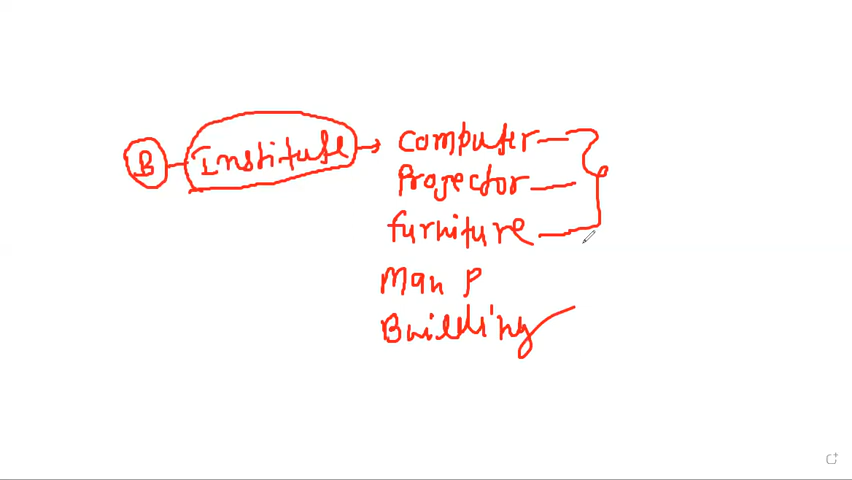 B Institute → Computer
Projector
furniture
Man P
Building